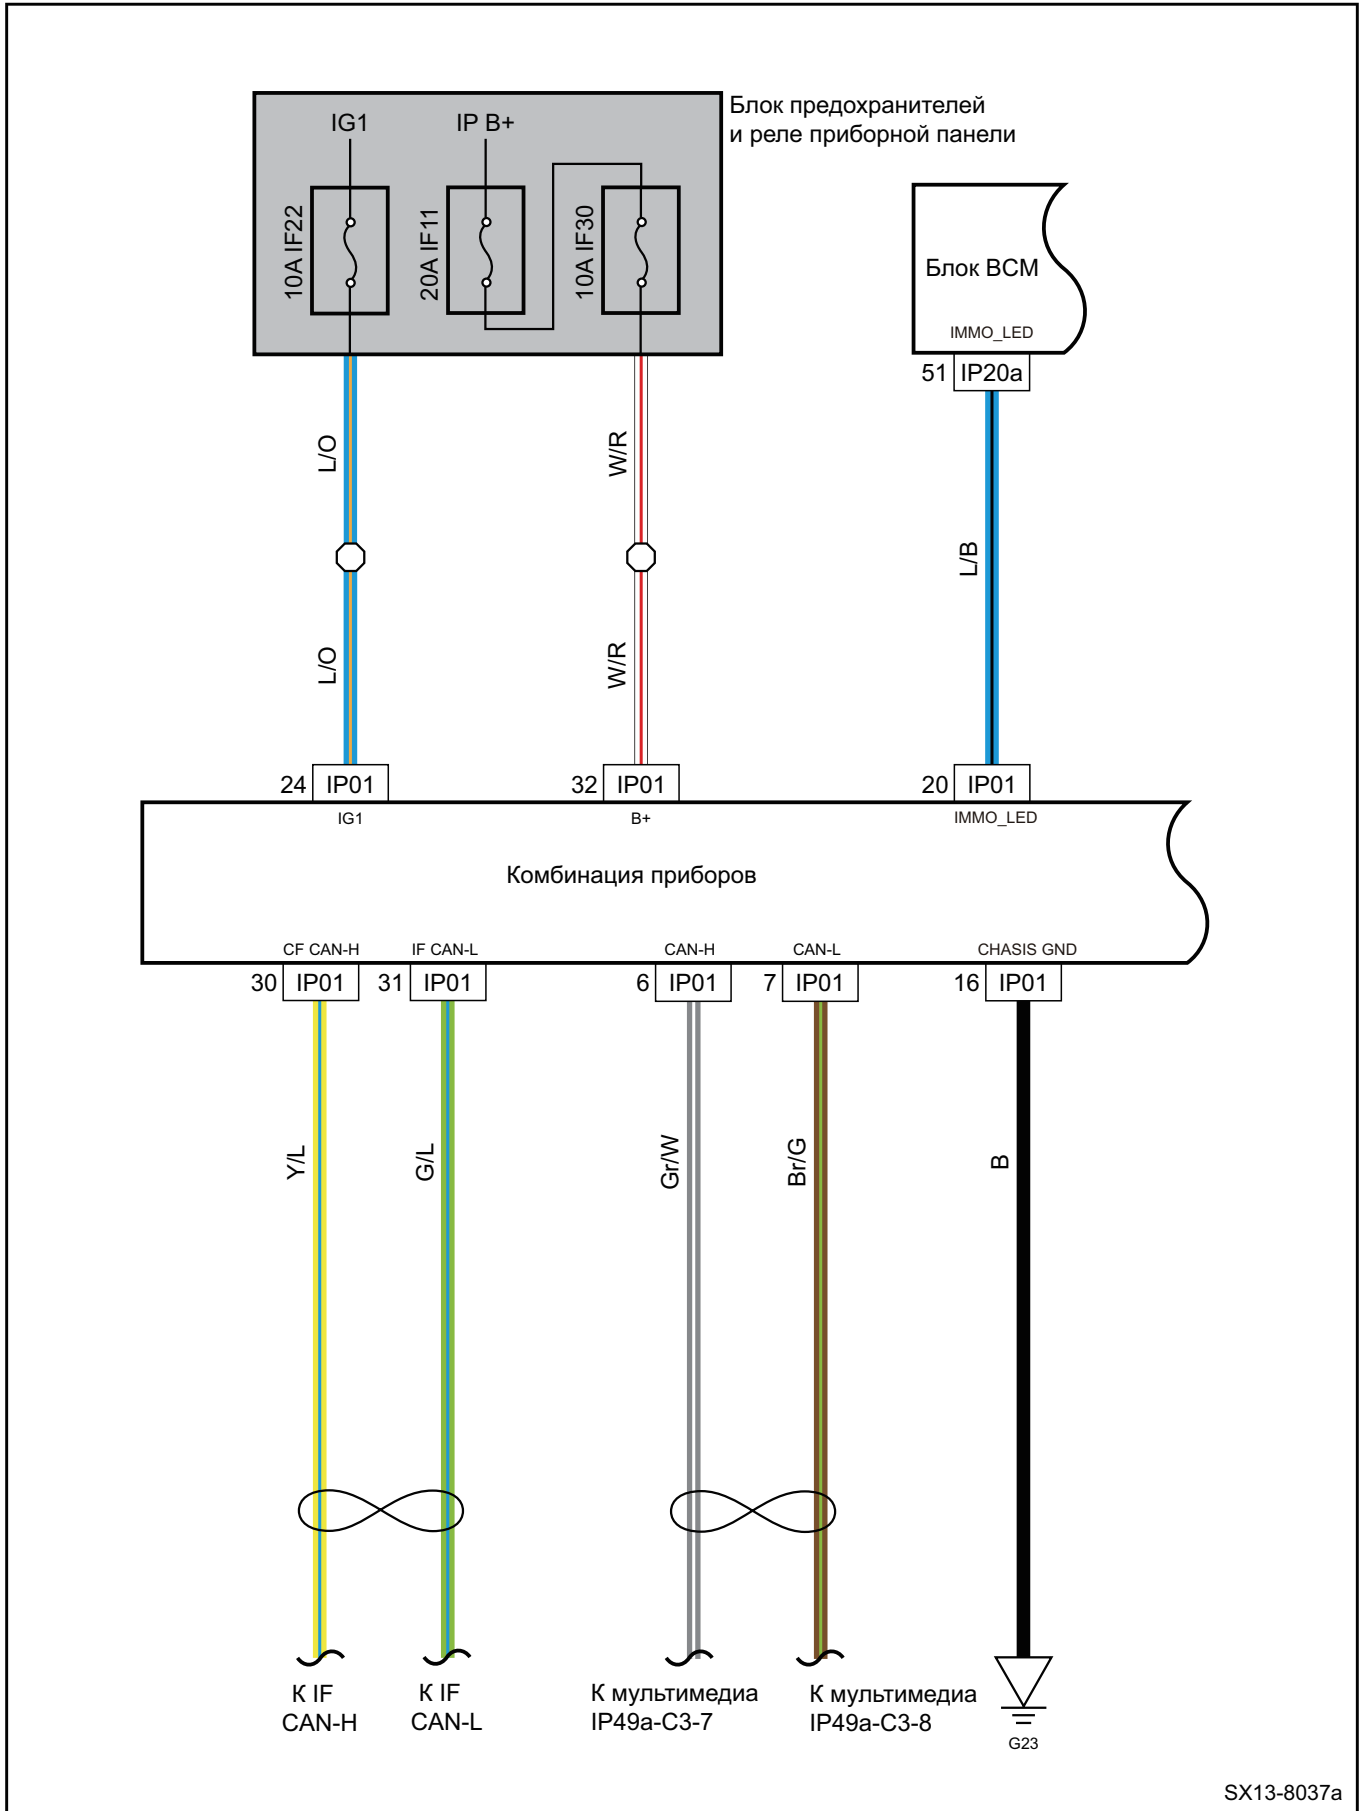 Блок предохранителей
и реле приборной панели
IG1
IP B+
10A IF22
20A IF11
10A IF30
Блок BCM
IMMO_LED
51 IP20a
L/O
W/R
L/B
L/O
W/R
24 IP01
32 IP01
20 IP01
IG1
B+
IMMO_LED
Комбинация приборов
CF CAN-H
IF CAN-L
CAN-H
CAN-L
CHASIS GND
30 IP01
31 IP01
6 IP01
7 IP01
16 IP01
Y/L
G/L
Gr/W
Br/G
B
К IF
CAN-H
К IF
CAN-L
К мультимедиа
IP49a-C3-7
К мультимедиа
IP49a-C3-8
G23
SX13-8037a